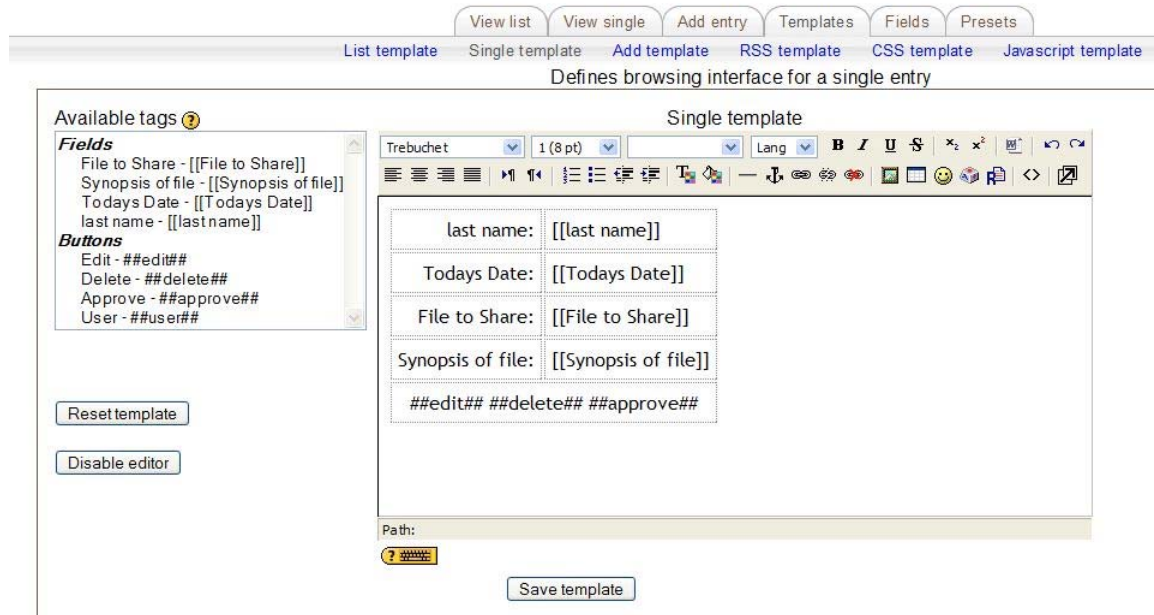 View list View single Add entry Templates Fields Presets
List template Single template Add template RSS template CSS template Javascript template
Defines browsing interface for a single entry
Available tags ?
Single template
Fields
File to Share - [[File to Share]]
Synopsis of file - [[Synopsis of file]]
Todays Date - [[Todays Date]]
last name - [[last name]]
Buttons
Edit - ##edit##
Delete - ##delete##
Approve - ##approve##
User - ##user##
Trebuchet 1 (8 pt) Lang B I U S x₂ x²
last name: [[last name]]
Todays Date: [[Todays Date]]
File to Share: [[File to Share]]
Synopsis of file: [[Synopsis of file]]
##edit## ##delete## ##approve##
Reset template
Disable editor
Path:
?
Save template